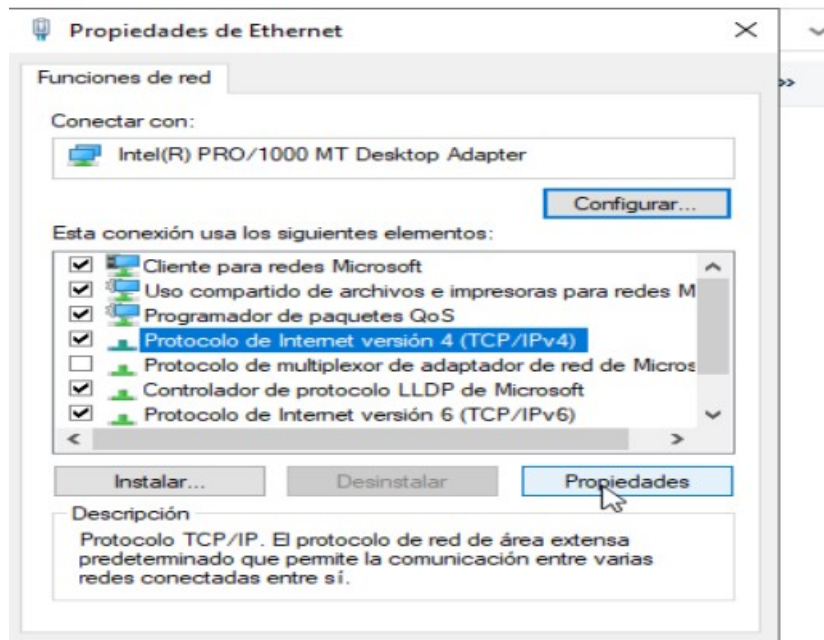 Propiedades de Ethernet
Funciones de red
Conectar con:
Intel(R) PRO/1000 MT Desktop Adapter
Configurar...
Esta conexión usa los siguientes elementos:
Cliente para redes Microsoft
Uso compartido de archivos e impresoras para redes M
Programador de paquetes QoS
Protocolo de Internet versión 4 (TCP/IPv4)
Protocolo de multiplexor de adaptador de red de Micros
Controlador de protocolo LLDP de Microsoft
Protocolo de Internet versión 6 (TCP/IPv6)
Instalar... Desinstalar Propiedades
Descripción
Protocolo TCP/IP. El protocolo de red de área extensa
predeterminado que permite la comunicación entre varias
redes conectadas entre sí.